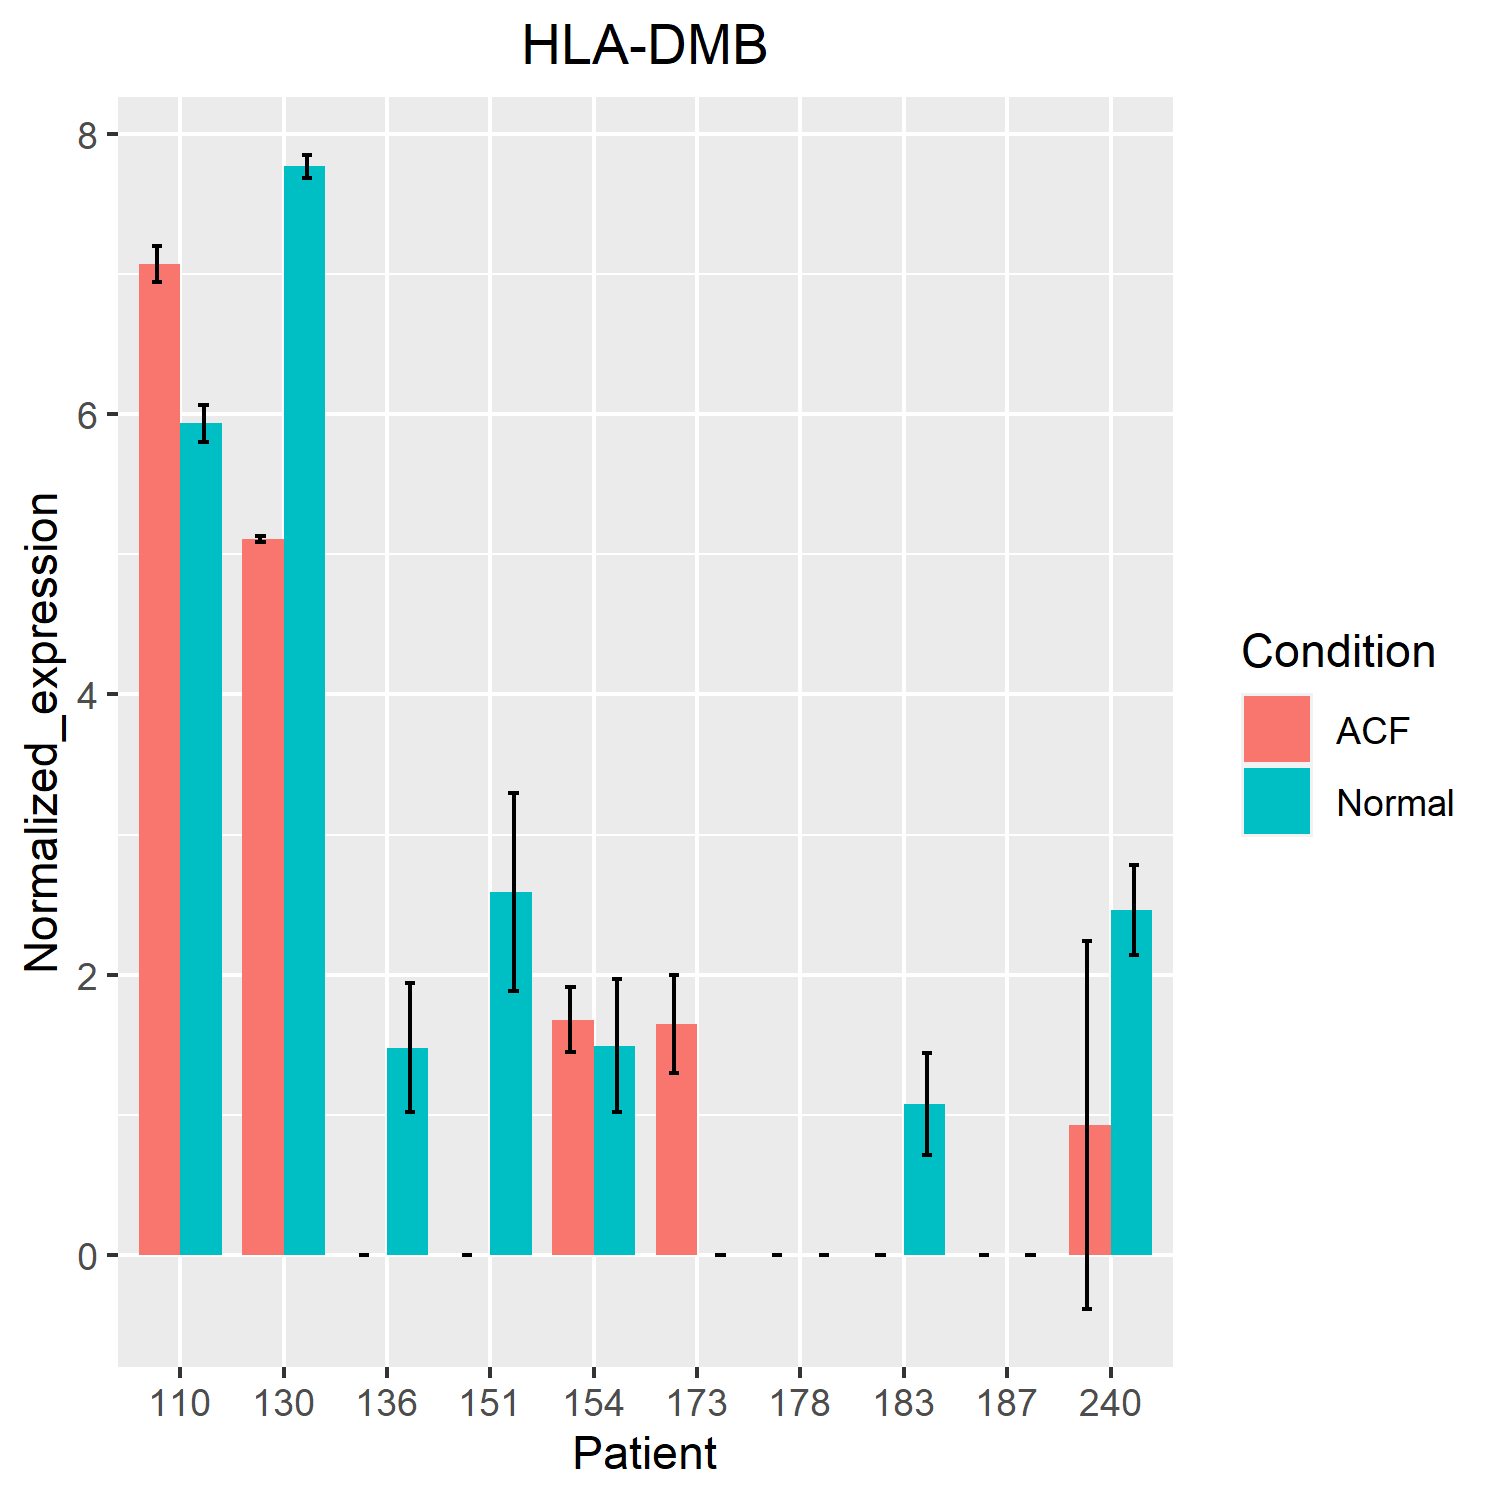 HLA-DMB
8
6
4
2
0
Normalized_expression
110 130 136 151 154 173 178 183 187 240
Patient
Condition
ACF
Normal